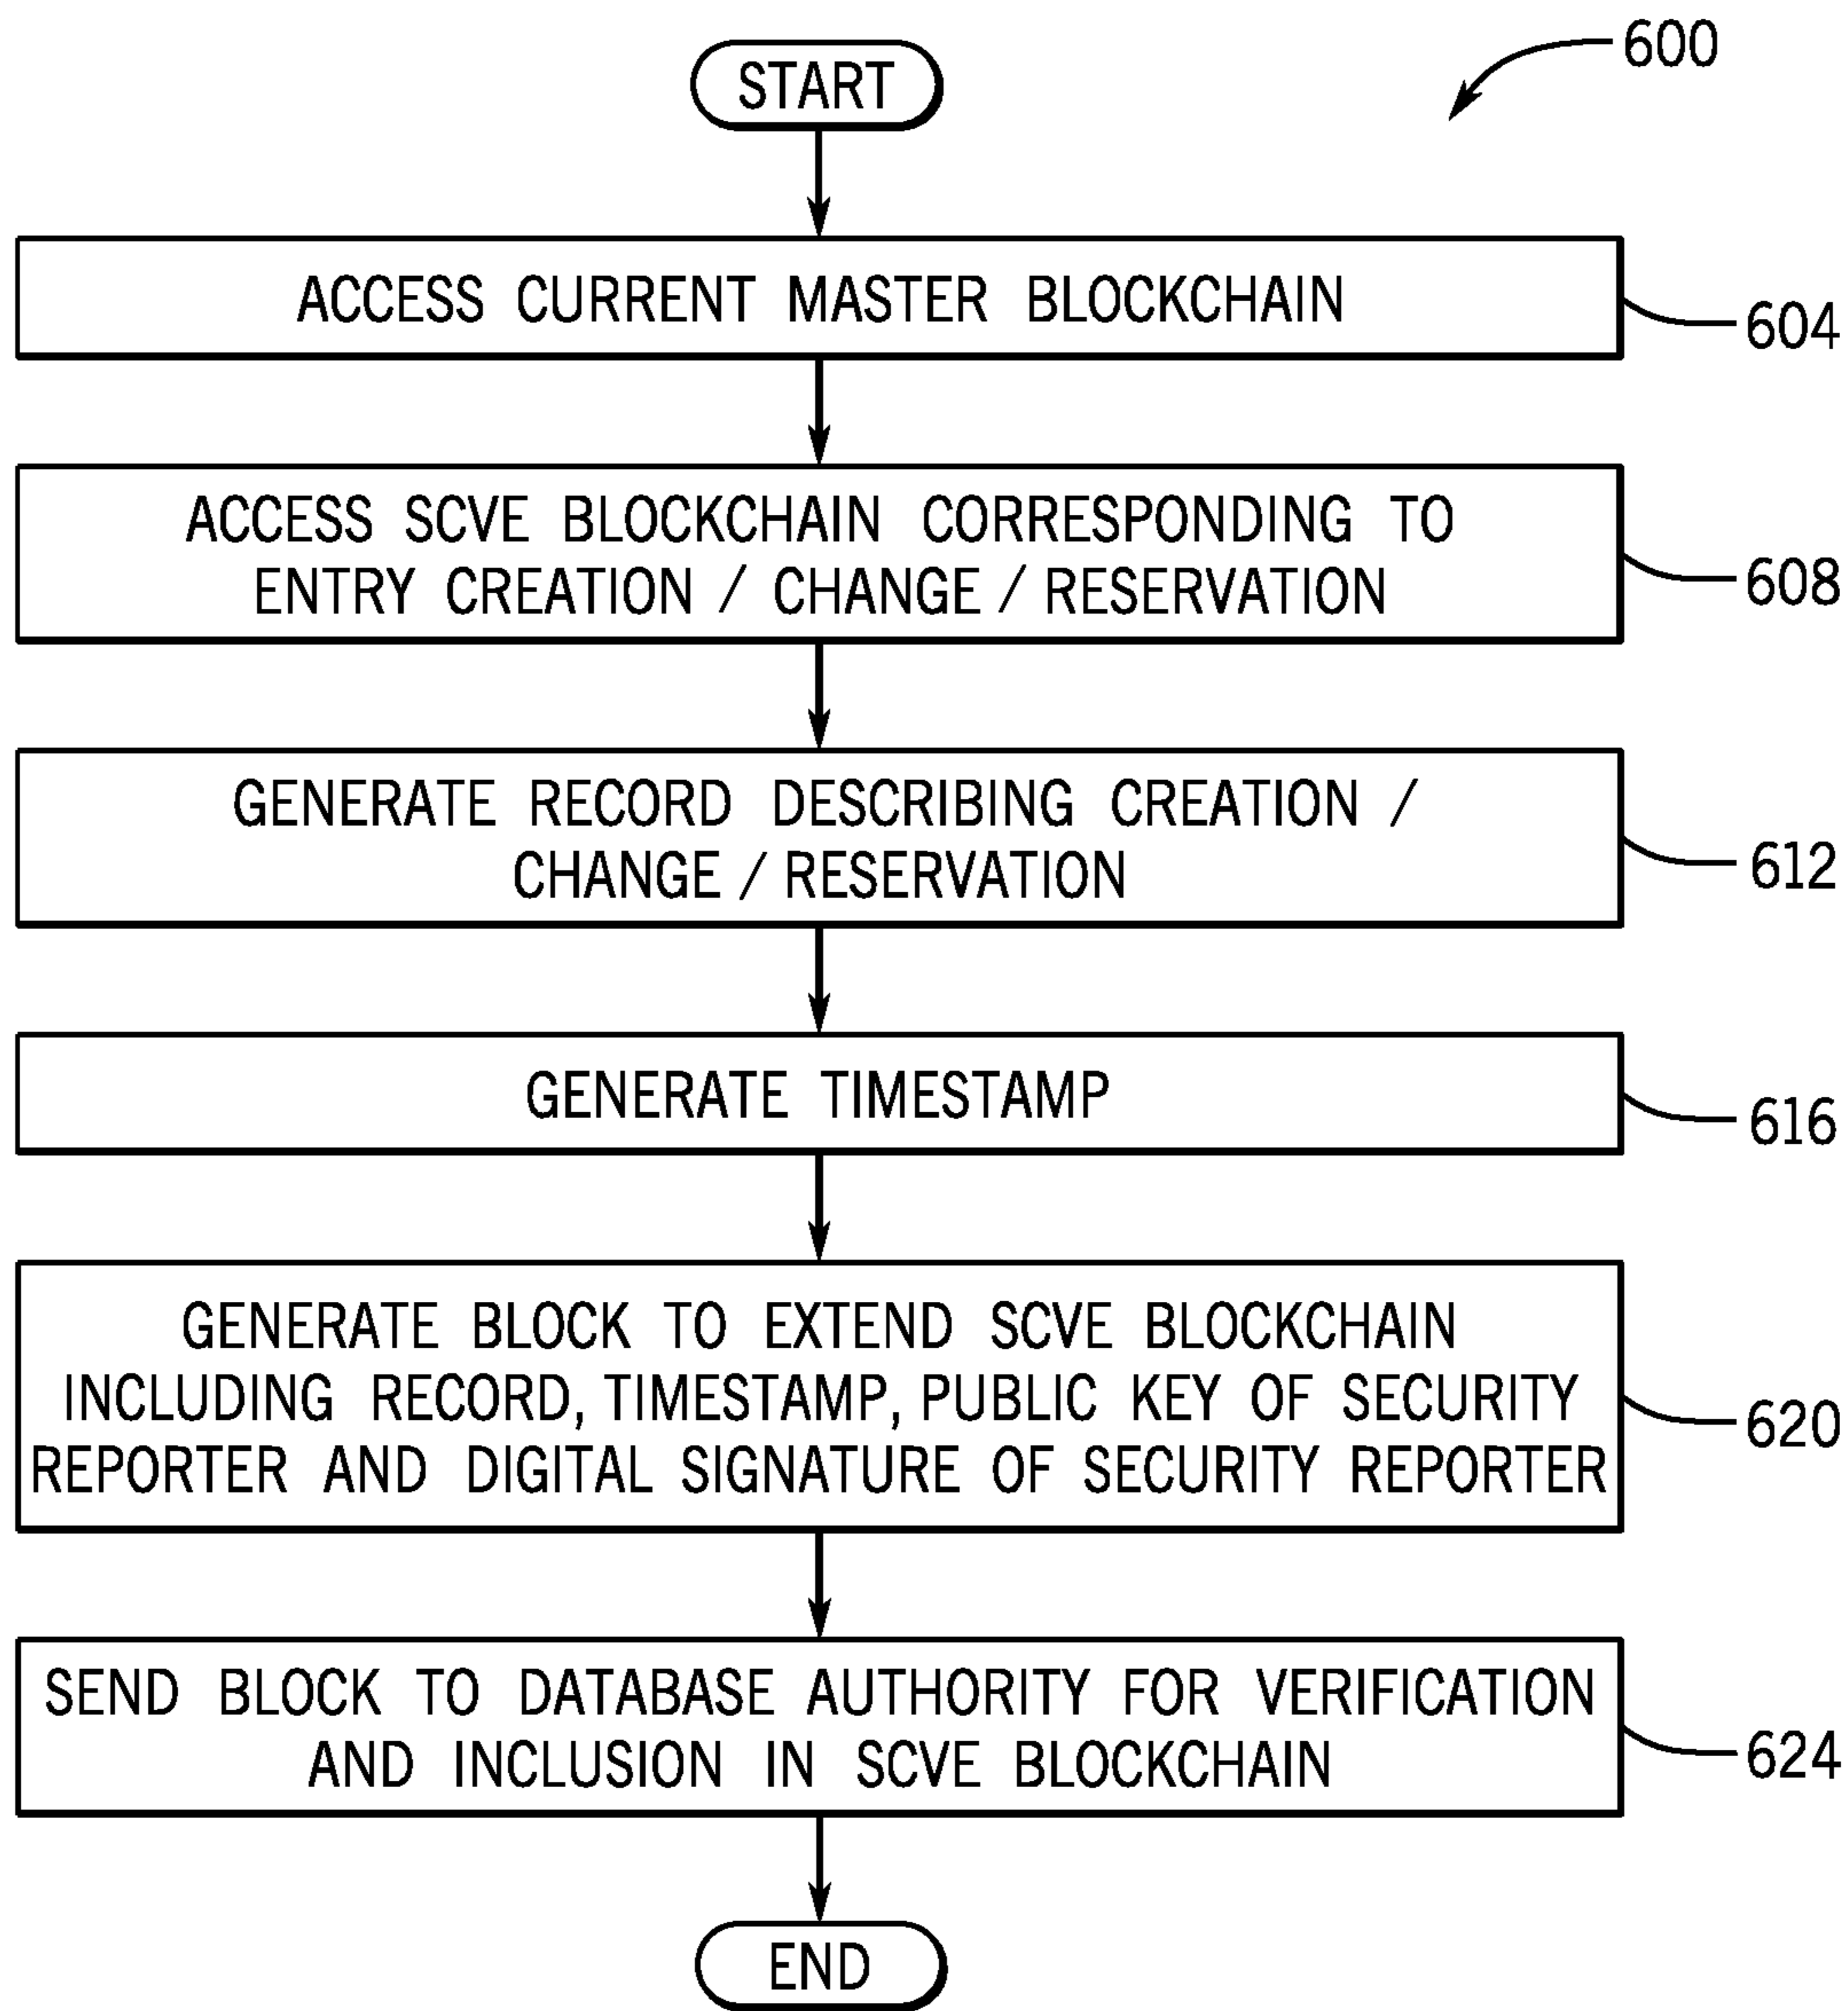 600
START
ACCESS CURRENT MASTER BLOCKCHAIN
604
ACCESS SCVE BLOCKCHAIN CORRESPONDING TO
ENTRY CREATION / CHANGE / RESERVATION
608
GENERATE RECORD DESCRIBING CREATION /
CHANGE / RESERVATION
612
GENERATE TIMESTAMP
616
GENERATE BLOCK TO EXTEND SCVE BLOCKCHAIN
INCLUDING RECORD, TIMESTAMP, PUBLIC KEY OF SECURITY
REPORTER AND DIGITAL SIGNATURE OF SECURITY REPORTER
620
SEND BLOCK TO DATABASE AUTHORITY FOR VERIFICATION
AND INCLUSION IN SCVE BLOCKCHAIN
624
END